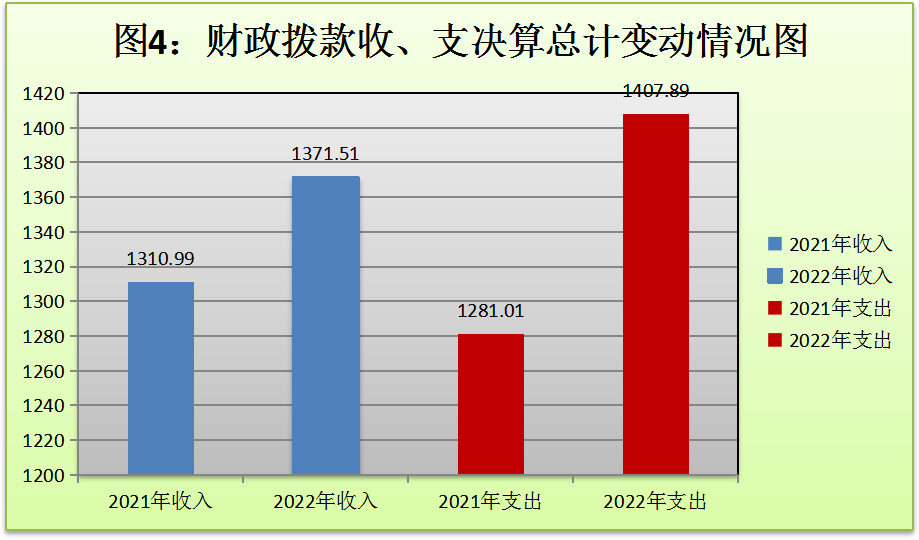 图4：财政拨款收、支决算总计变动情况图
1420
1400
1380
1360
1340
1320
1300
1280
1260
1240
1220
1200
1310.99
1371.51
1281.01
1407.89
2021年收入
2022年收入
2021年支出
2022年支出
2021年收入
2022年收入
2021年支出
2022年支出